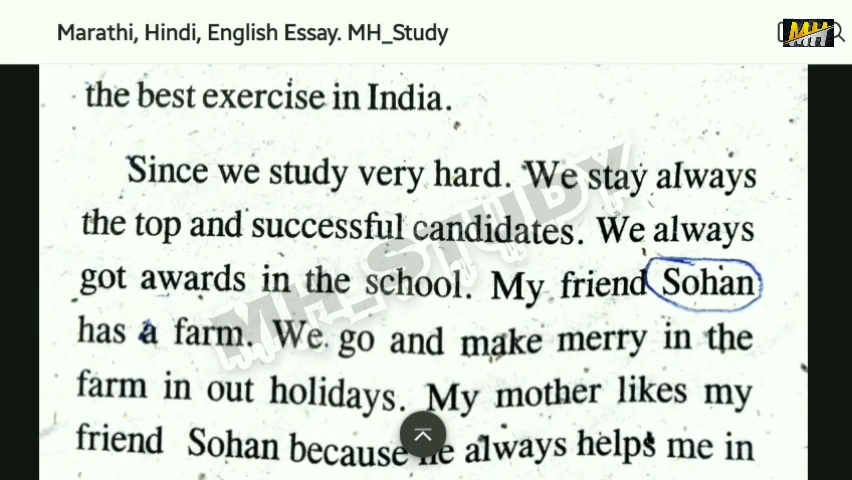 Marathi, Hindi, English Essay. MH_Study
MH
the best exercise in India.
Since we study very hard. We stay always
the top and successful candidates. We always
got awards in the school. My friend Sohan
has a farm. We go and make merry in the
farm in out holidays. My mother likes my
friend Sohan because he always helps me in
MH_STUDY